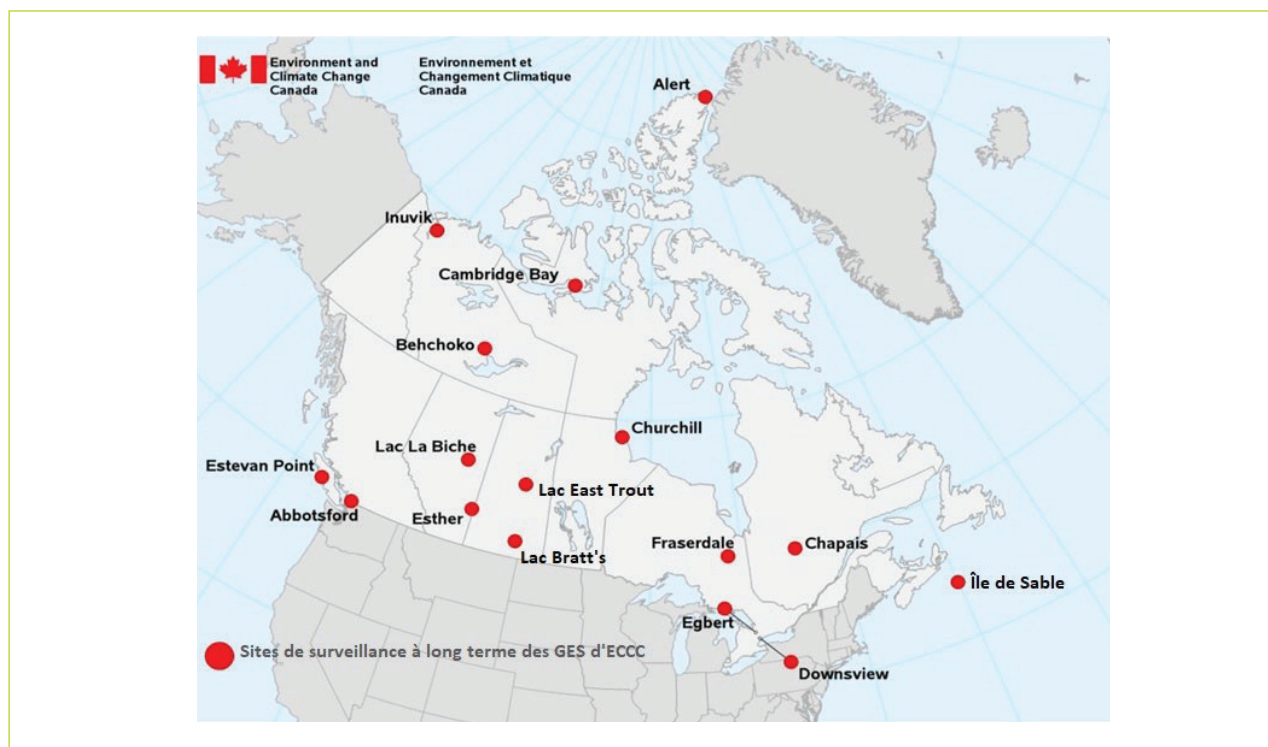 Environment and
Climate Change
Canada
Environnement et
Changement Climatique
Canada
Alert
Inuvik
Cambridge Bay
Behchoko
Churchill
Lac La Biche
Estevan Point
Lac East Trout
Abbotsford
Esther
Lac Bratt's
Fraserdale
Chapais
Île de Sable
Egbert
Sites de surveillance à long terme des GES d'ECCC
Downsview